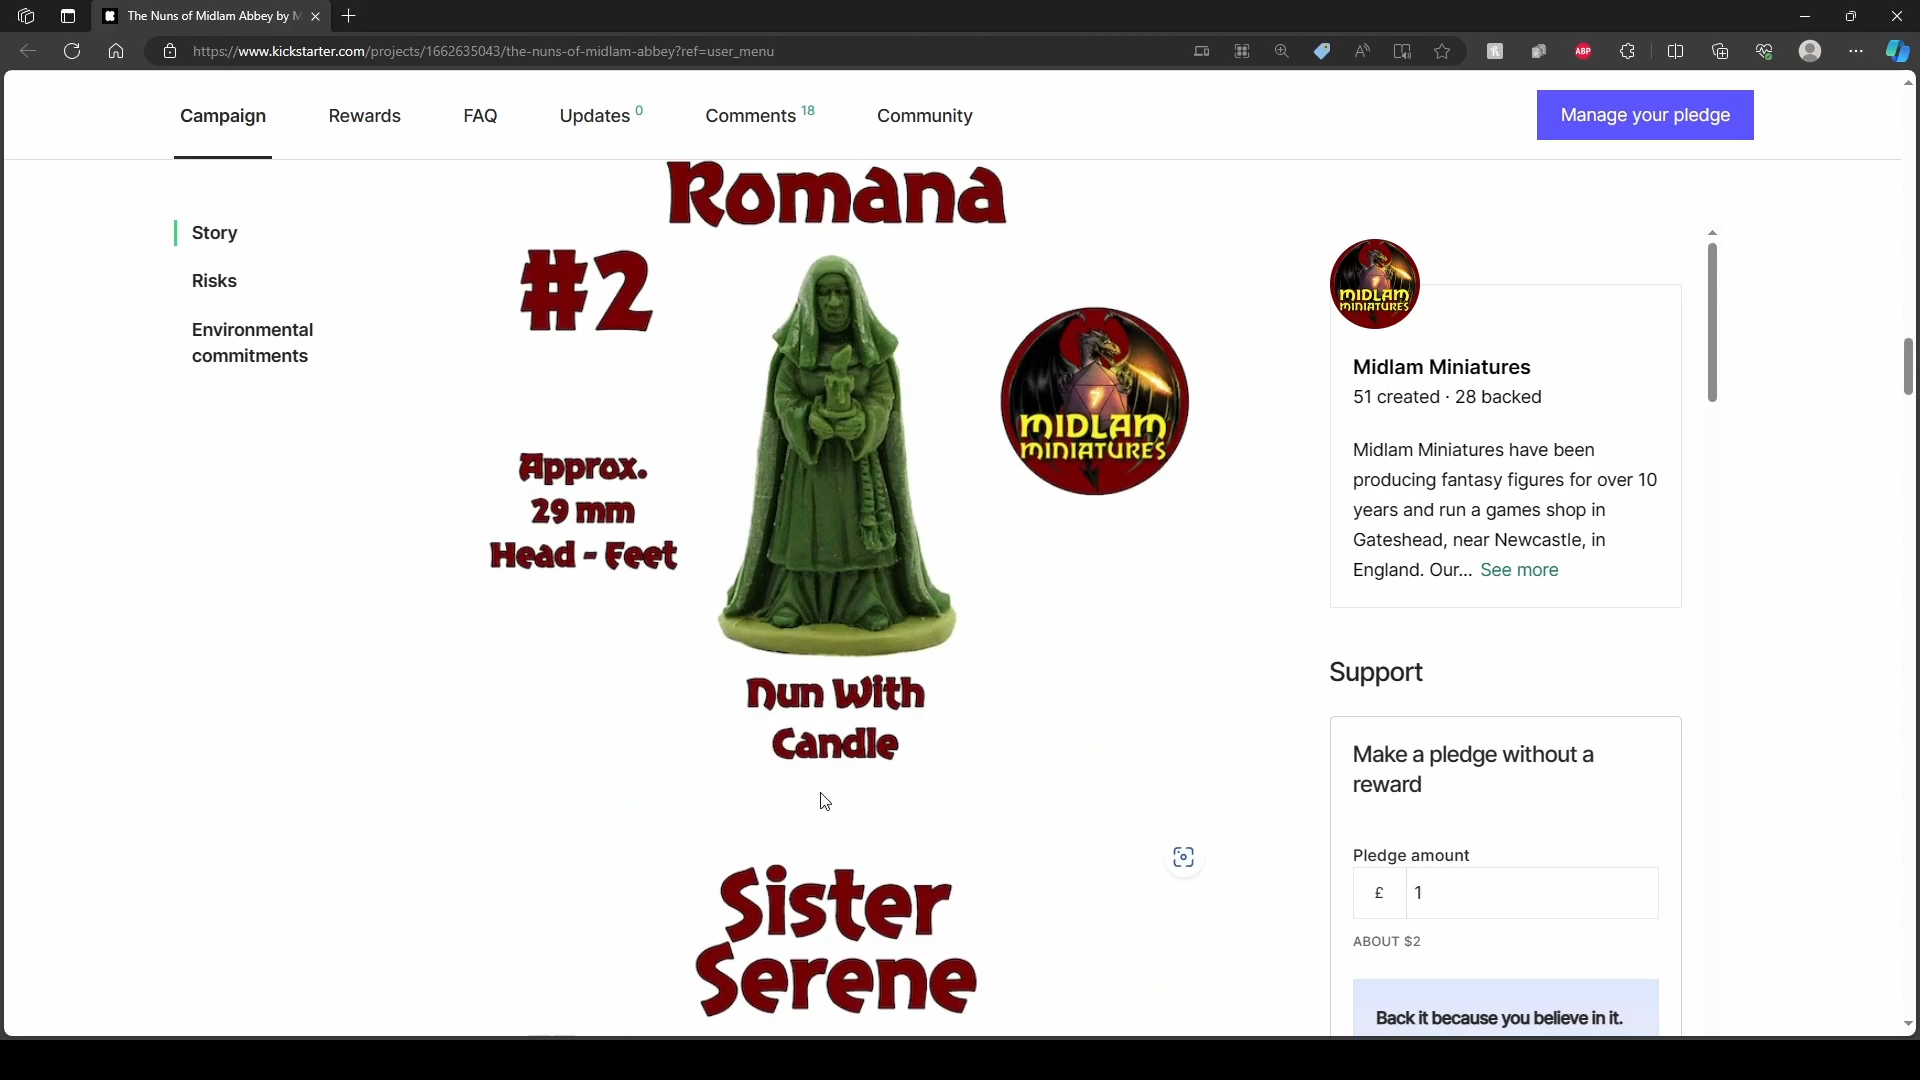 The Nuns of Midlam Abbey by M
https://www.kickstarter.com/projects/1662635043/the-nuns-of-midlam-abbey?ref=user_menu
ABP
Campaign
Rewards
FAQ
Updates 0
Comments 18
Community
Manage your pledge
Story
Risks
Environmental
commitments
Romana
#2
Approx.
29 mm
Head - Feet
MIDLAM
MINIATURES
Nun With
Candle
Sister
Serene
MIDLAM
MINIATURES
Midlam Miniatures
51 created · 28 backed
Midlam Miniatures have been
producing fantasy figures for over 10
years and run a games shop in
Gateshead, near Newcastle, in
England. Our... See more
Support
Make a pledge without a
reward
Pledge amount
£ 1
ABOUT $2
Back it because you believe in it.